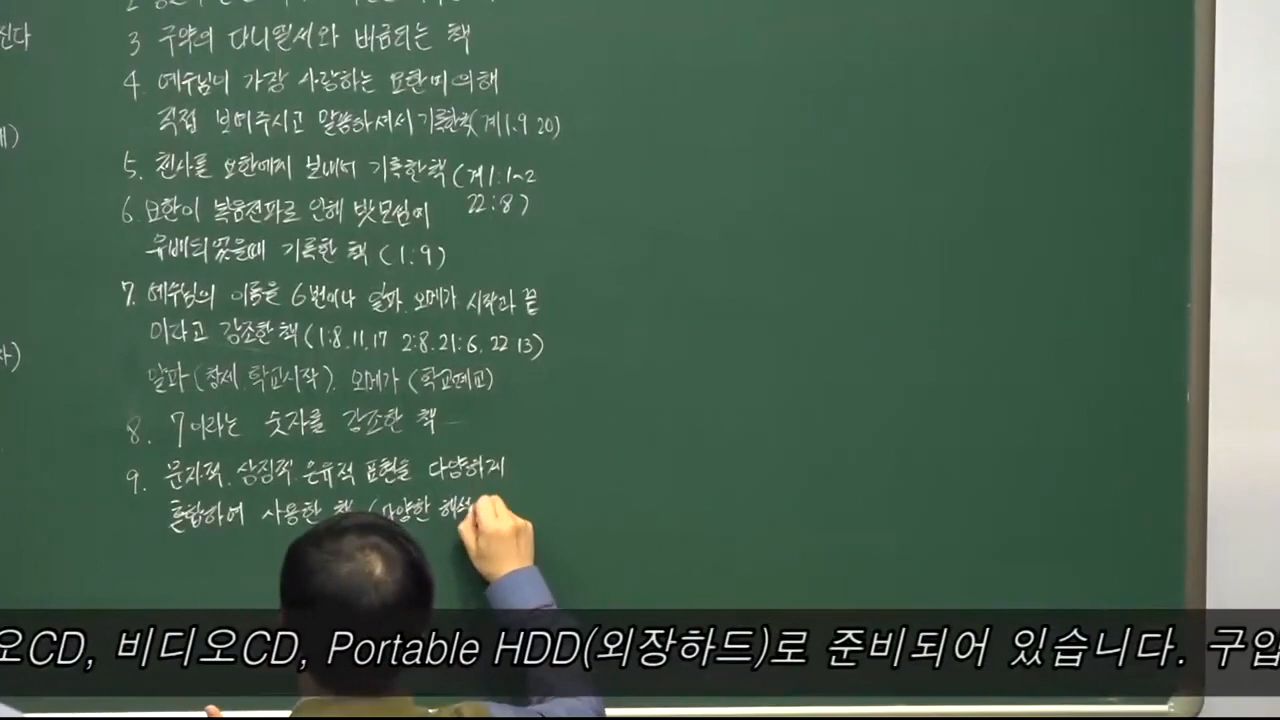 진다
3 구약의 다니엘서와 비교되는 책
4. 예수님이 가장 사랑하는 요한에 의해
직접 보여주시고 말씀하셔서 기록한책(계1.9 20)
5. 천사를 요한에게 보내어 기록한 책 (계1:1~2
22:8)
6. 요한이 복음전파로 인해 밧모섬에
유배되었을때 기록한 책 (1:9)
7. 예수님의 이름을 6번이나 알파. 오메가 시작과 끝
이라고 강조한 책 (1:8.11.17 2:8.21:6. 22 13)
알파(창세. 학교시작). 오메가 (학교폐교)
8. 7이라는 숫자를 강조한 책
9. 문자적. 상징적. 은유적 표현을 다양하게
혼합하여 사용한 책 (다양한 해석
오CD, 비디오CD, Portable HDD(외장하드)로 준비되어 있습니다. 구입